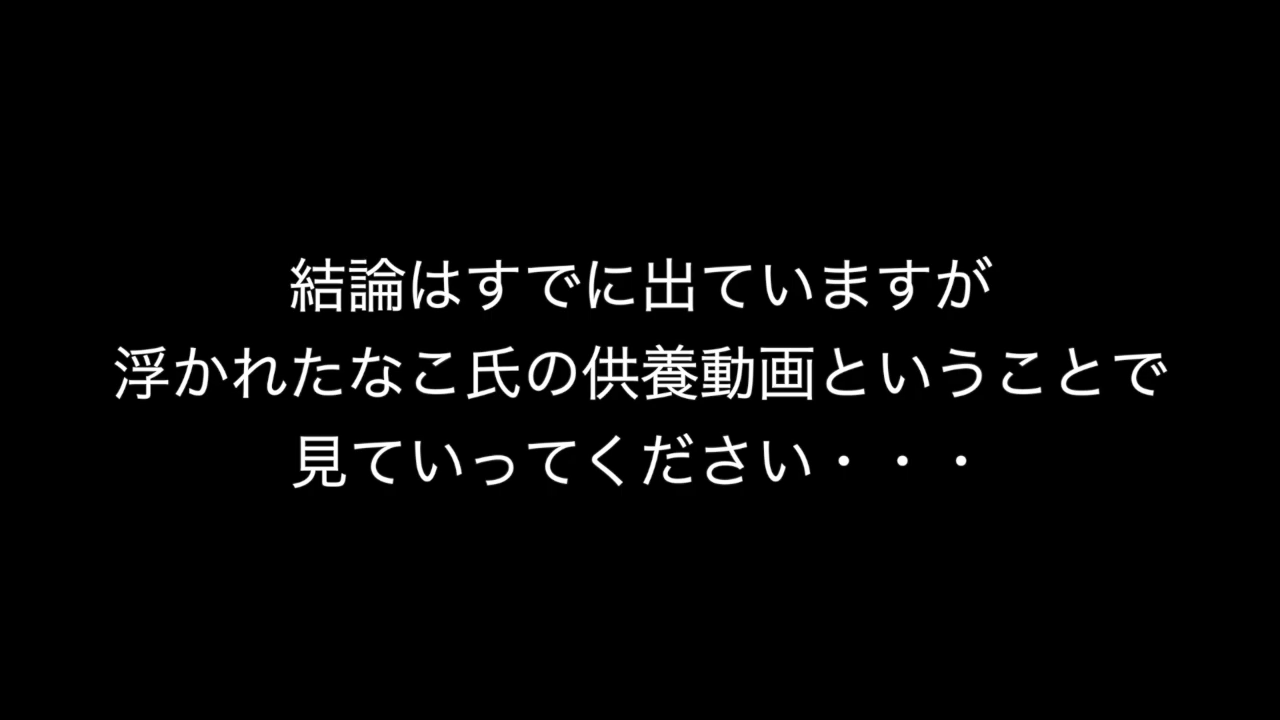 結論はすでに出ていますが
浮かれたなこ氏の供養動画ということで
見ていってください・・・